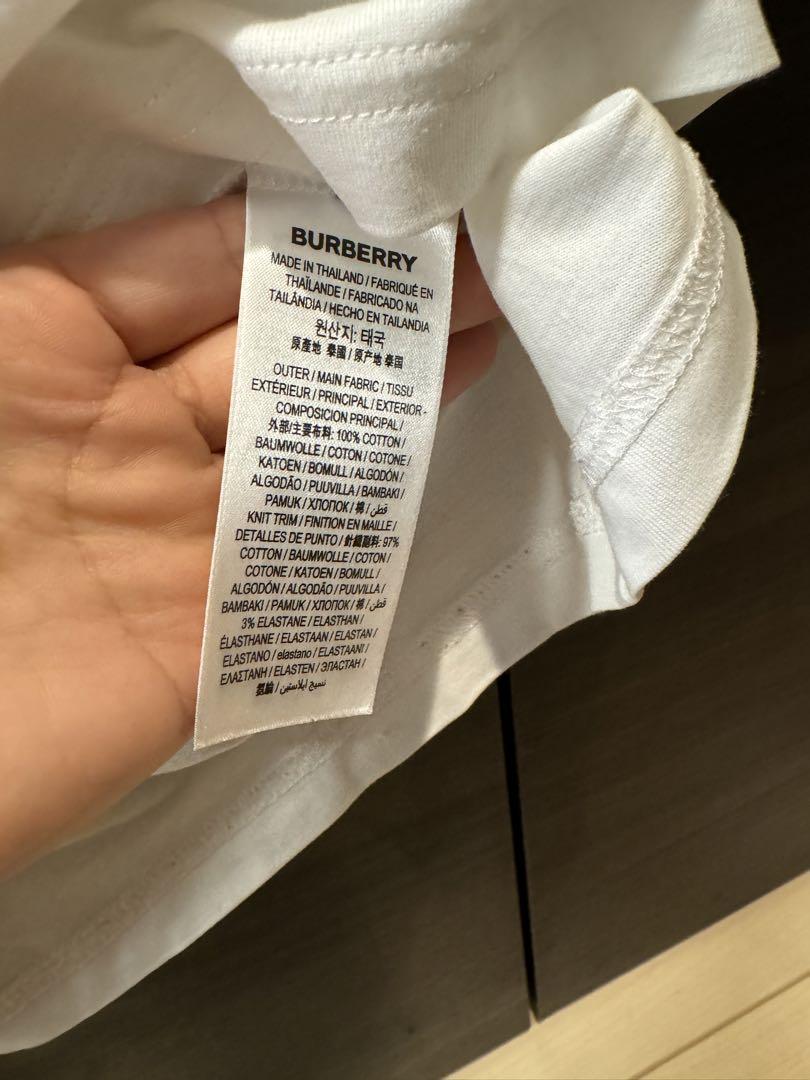 BURBERRY
MADE IN THAILAND / FABRIQUÉ EN
THAÏLANDE / FABRICADO NA
TAILÂNDIA / HECHO EN TAILANDIA
원산지: 태국
原產地 泰國 / 原产地 泰国
OUTER / MAIN FABRIC / TISSU
EXTÉRIEUR / PRINCIPAL / EXTERIOR -
COMPOSICION PRINCIPAL /
外部/主要布料: 100% COTTON /
BAUMWOLLE / COTON / COTONE /
KATOEN / BOMULL / ALGODÓN /
ALGODÃO / PUUVILLA / BAMBAKI /
PAMUK / ХЛОПОК / 棉 / قطن /
KNIT TRIM / FINITION EN MAILLE /
DETALLES DE PUNTO / 針織副料: 97%
COTTON / BAUMWOLLE / COTON /
COTONE / KATOEN / BOMULL /
ALGODÓN / ALGODÃO / PUUVILLA /
BAMBAKI / PAMUK / ХЛОПОК / 棉 / قطن /
3% ELASTANE / ELASTHAN /
ÉLASTHANE / ELASTAAN / ELASTAN /
ELASTANO / elastano / ELASTAANI /
ΕΛΑΣΤΑΝΗ / ELASTEN / ЭЛАСТАН /
氨綸 / نسيج ايلاستين /